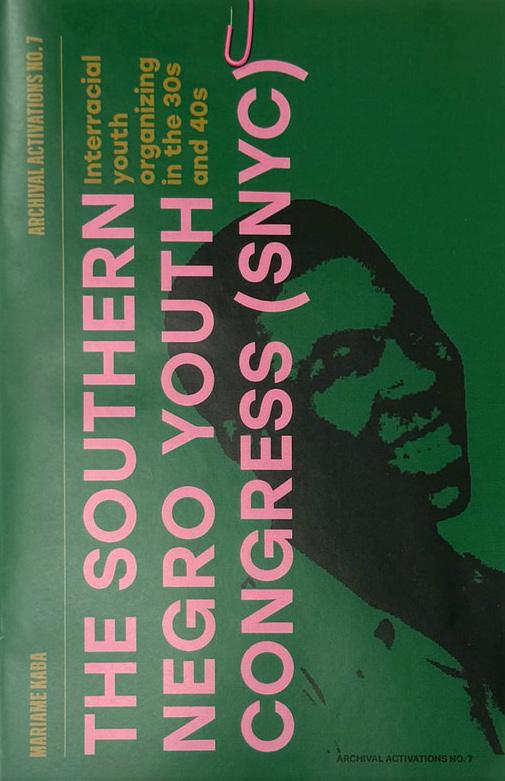 MARIAME KABA
ARCHIVAL ACTIVATIONS NO. 7
THE SOUTHERN
NEGRO YOUTH
CONGRESS (SNYC)
Interracial
youth
organizing
in the 30s
and 40s
ARCHIVAL ACTIVATIONS NO. 7